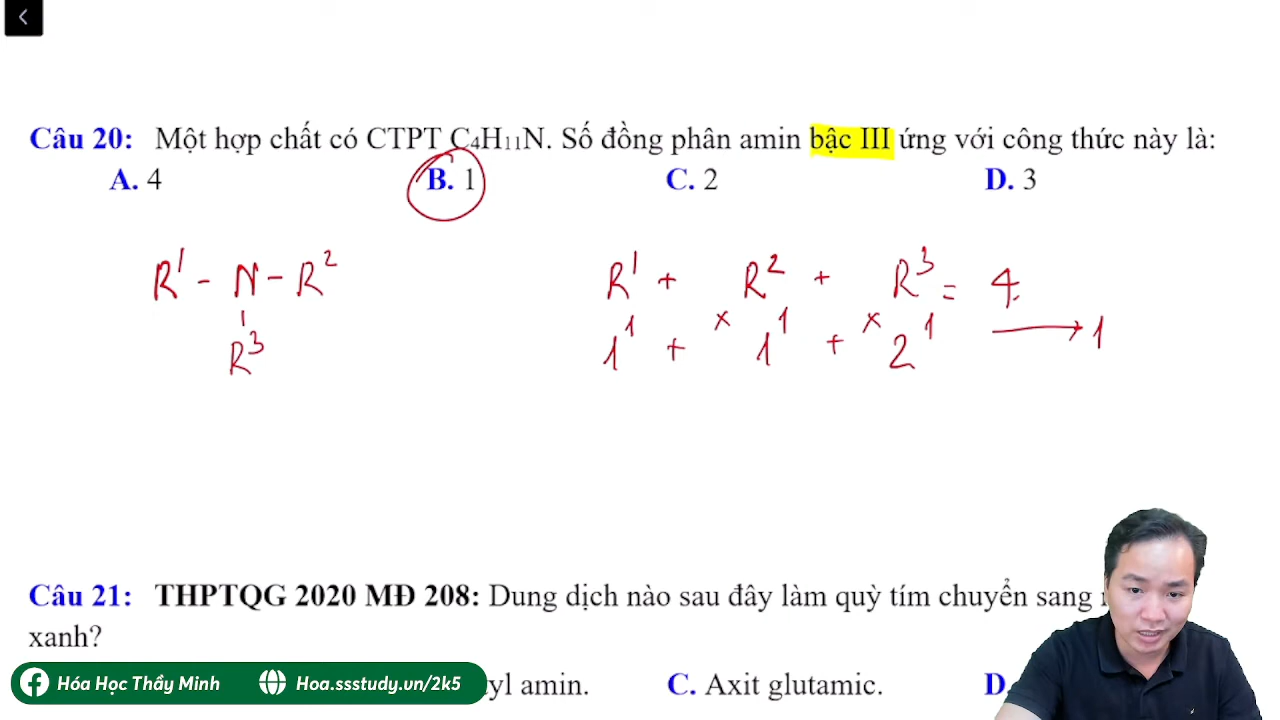 Câu 20: Một hợp chất có CTPT C₄H₁₁N. Số đồng phân amin bậc III ứng với công thức này là:
A. 4 B. 1 C. 2 D. 3
R¹ - N - R² R¹ + R² + R³ = 4
R³ 1¹ + × 1¹ + × 2¹ → 1
Câu 21: THPTQG 2020 MĐ 208: Dung dịch nào sau đây làm quỳ tím chuyển sang
xanh?
yl amin. C. Axit glutamic. D.
Hóa Học Thầy Minh Hoa.ssstudy.vn/2k5